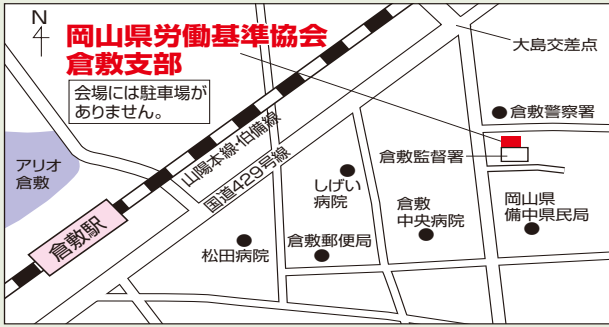 N
岡山県労働基準協会
倉敷支部
会場には駐車場が
ありません。
大島交差点
倉敷警察署
倉敷監督署
山陽本線・伯備線
国道429号線
アリオ
倉敷
倉敷駅
しげい
病院
倉敷
中央病院
岡山県
備中県民局
松田病院
倉敷郵便局